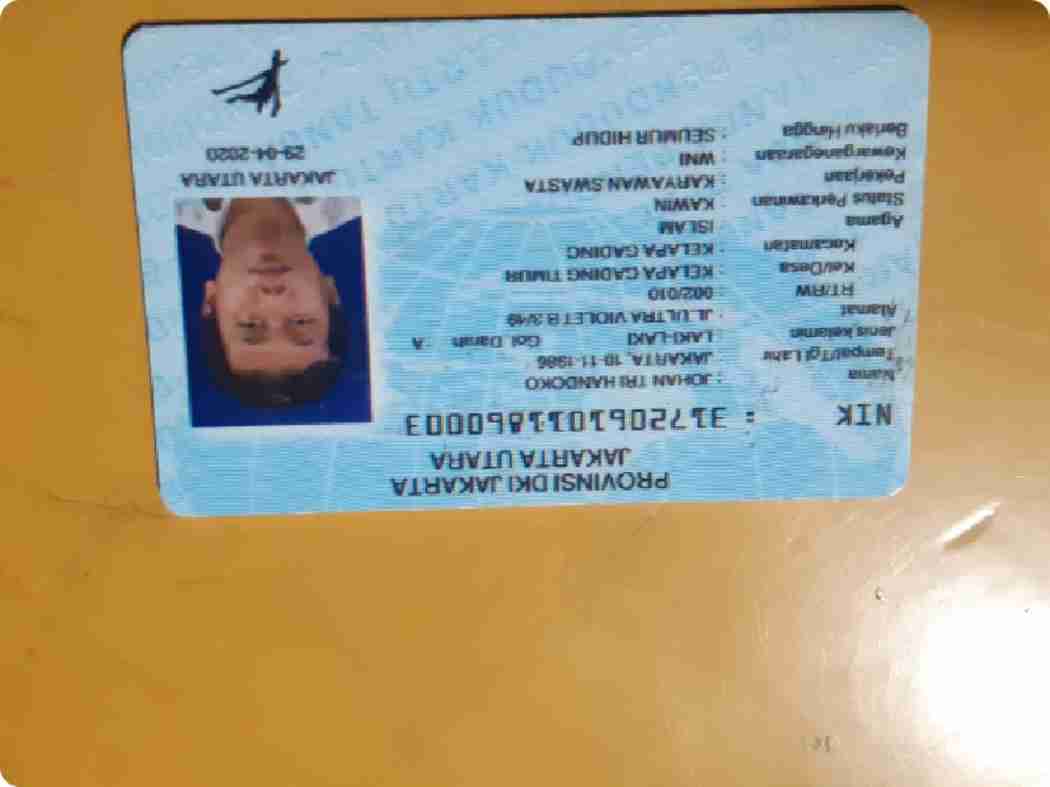 PROVINSI DKI JAKARTA
JAKARTA UTARA
NIK : 3172061011860003
Nama : JOHAN TRI HANDOKO
Tempat/Tgl Lahir : JAKARTA, 10-11-1986
Jenis kelamin : LAKI-LAKI Gol Darah : A
Alamat : JL ULTRA VIOLET B 3/49
RT/RW : 002/010
Kel/Desa : KELAPA GADING TIMUR
Kecamatan : KELAPA GADING
Agama : ISLAM
Status Perkawinan : KAWIN
Pekerjaan : KARYAWAN SWASTA
Kewarganegaraan : WNI
Berlaku Hingga : SEUMUR HIDUP
JAKARTA UTARA
29-04-2020